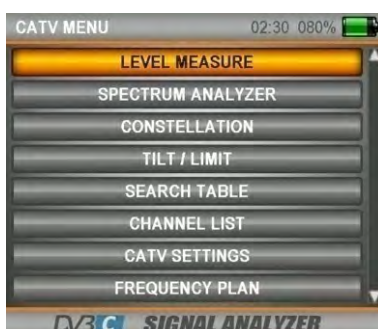 CATV MENU 02:30 080%
LEVEL MEASURE
SPECTRUM ANALYZER
CONSTELLATION
TILT / LIMIT
SEARCH TABLE
CHANNEL LIST
CATV SETTINGS
FREQUENCY PLAN
DVB C SIGNAL ANALYZER